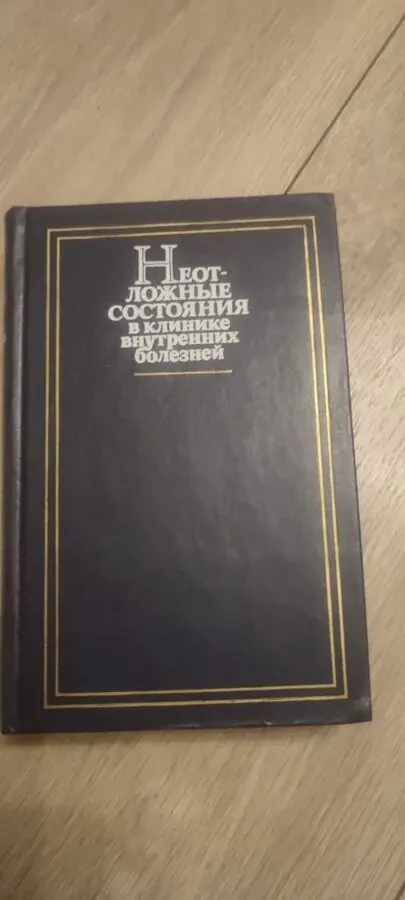 НЕОТ-
ЛОЖНЫЕ
СОСТОЯНИЯ
в клинике
внутренних
болезней